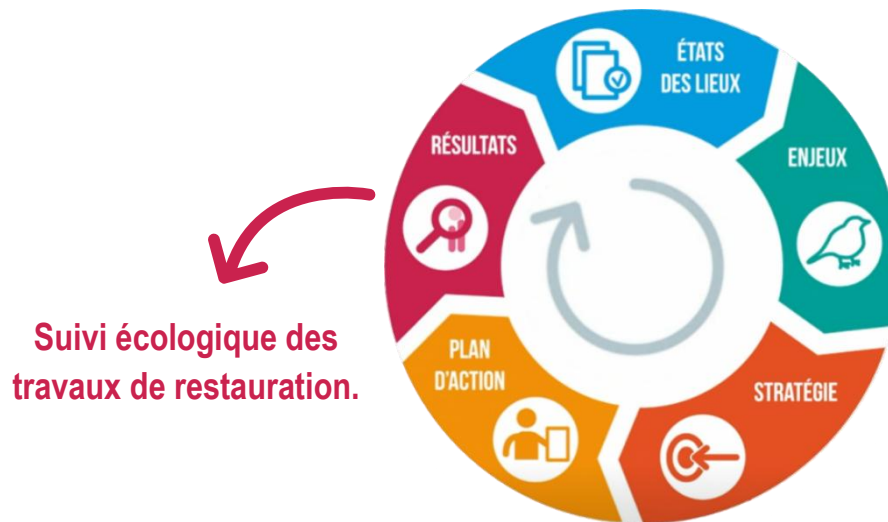 ÉTATS
DES LIEUX
ENJEUX
STRATÉGIE
PLAN
D'ACTION
RÉSULTATS
Suivi écologique des
travaux de restauration.